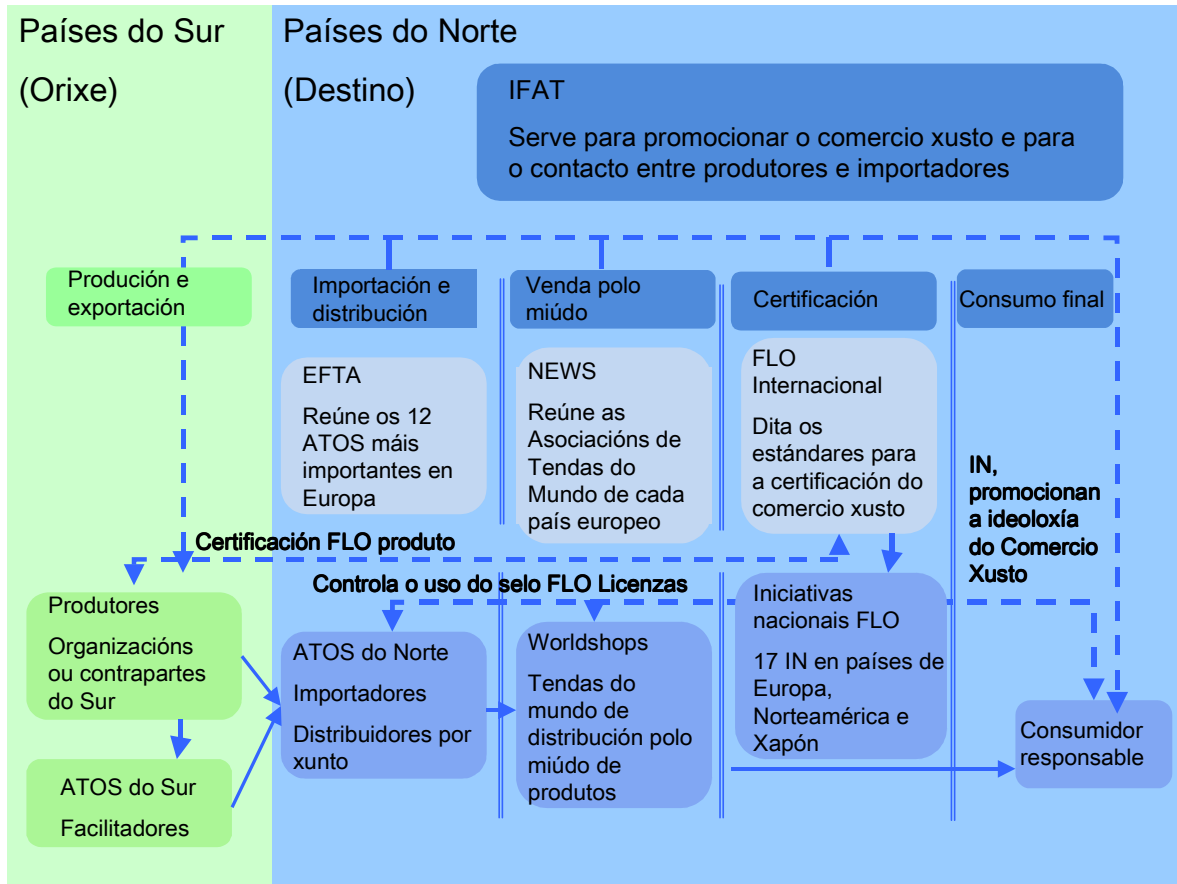 Países do Sur
(Orixe)
Países do Norte
(Destino)
IFAT
Serve para promocionar o comercio xusto e para
o contacto entre produtores e importadores
Produción e
exportación
Importación e
distribución
Venda polo
miúdo
Certificación
Consumo final
EFTA
Reúne os 12
ATOS máis
importantes en
Europa
NEWS
Reúne as
Asociacións de
Tendas do
Mundo de cada
país europeo
FLO
Internacional
Dita os
estándares para
a certificación do
comercio xusto
IN,
promocionan
a ideoloxía
do Comercio
Xusto
Certificación FLO produto
Controla o uso do selo FLO Licenzas
Produtores
Organizacións
ou contrapartes
do Sur
ATOS do Norte
Importadores
Distribuidores por
xunto
Worldshops
Tendas do
mundo de
distribución polo
miúdo de
produtos
Iniciativas
nacionais FLO
17 IN en países de
Europa,
Norteamérica e
Xapón
Consumidor
responsable
ATOS do Sur
Facilitadores